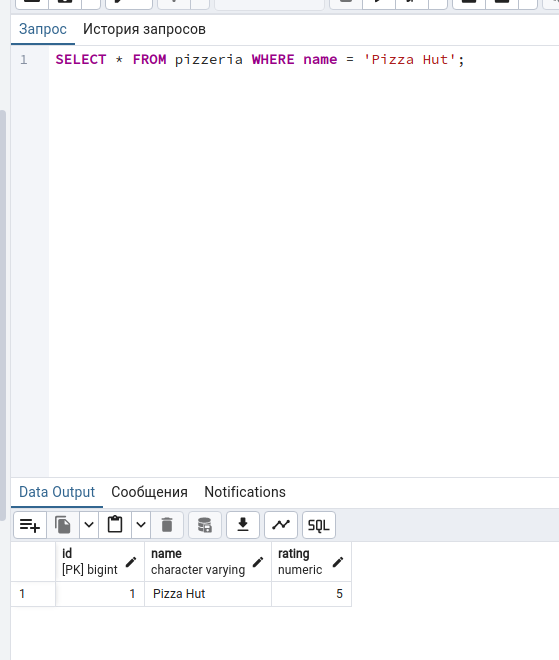 Запрос История запросов
1 SELECT * FROM pizzeria WHERE name = 'Pizza Hut';
Data Output Сообщения Notifications
SQL
id name rating
[PK] bigint character varying numeric
1 1 Pizza Hut 5